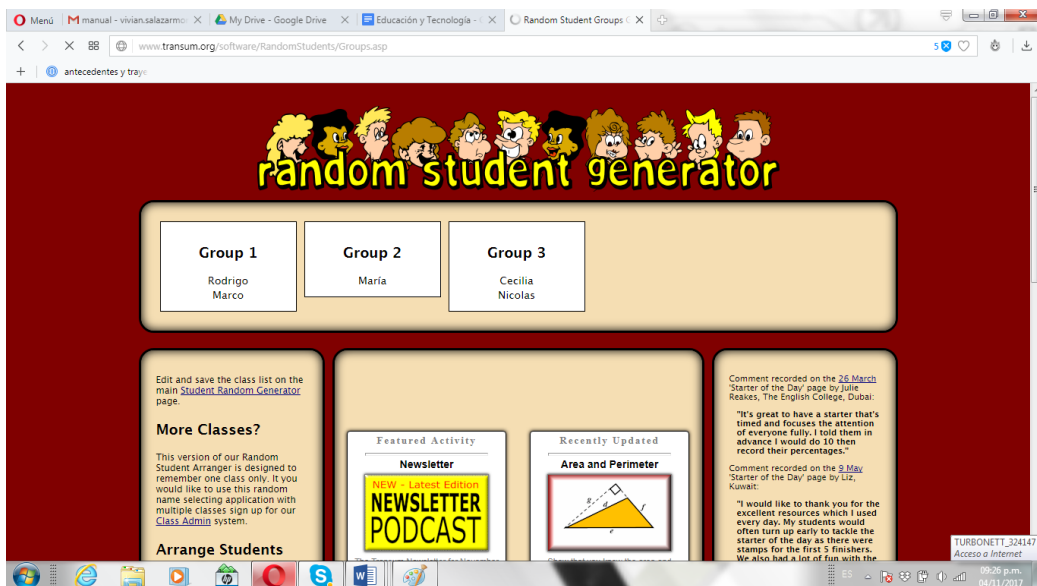 Menú
manual - vivian.salazarmo
My Drive - Google Drive
Educación y Tecnología - G
Random Student Groups G
www.transum.org/software/RandomStudents/Groups.asp
5
antecedentes y traye
random student generator
Group 1
Rodrigo
Marco
Group 2
María
Group 3
Cecilia
Nicolas
Edit and save the class list on the
main Student Random Generator
page.
More Classes?
This version of our Random
Student Arranger is designed to
remember one class only. It you
would like to use this random
name selecting application with
multiple classes sign up for our
Class Admin system.
Arrange Students
Featured Activity
Newsletter
NEW - Latest Edition
NEWSLETTER
PODCAST
Recently Updated
Area and Perimeter
g
d
f
e
Comment recorded on the 26 March
'Starter of the Day' page by Julie
Reakes, The English College, Dubai:
"It's great to have a starter that's
timed and focuses the attention
of everyone fully. I told them in
advance I would do 10 then
record their percentages."
Comment recorded on the 9 May
'Starter of the Day' page by Liz,
Kuwait:
"I would like to thank you for the
excellent resources which I used
every day. My students would
often turn up early to tackle the
starter of the day as there were
stamps for the first 5 finishers.
We also had a lot of fun with the
TURBONETT_324147
Acceso a Internet
ES
09:26 p.m.
04/11/2017